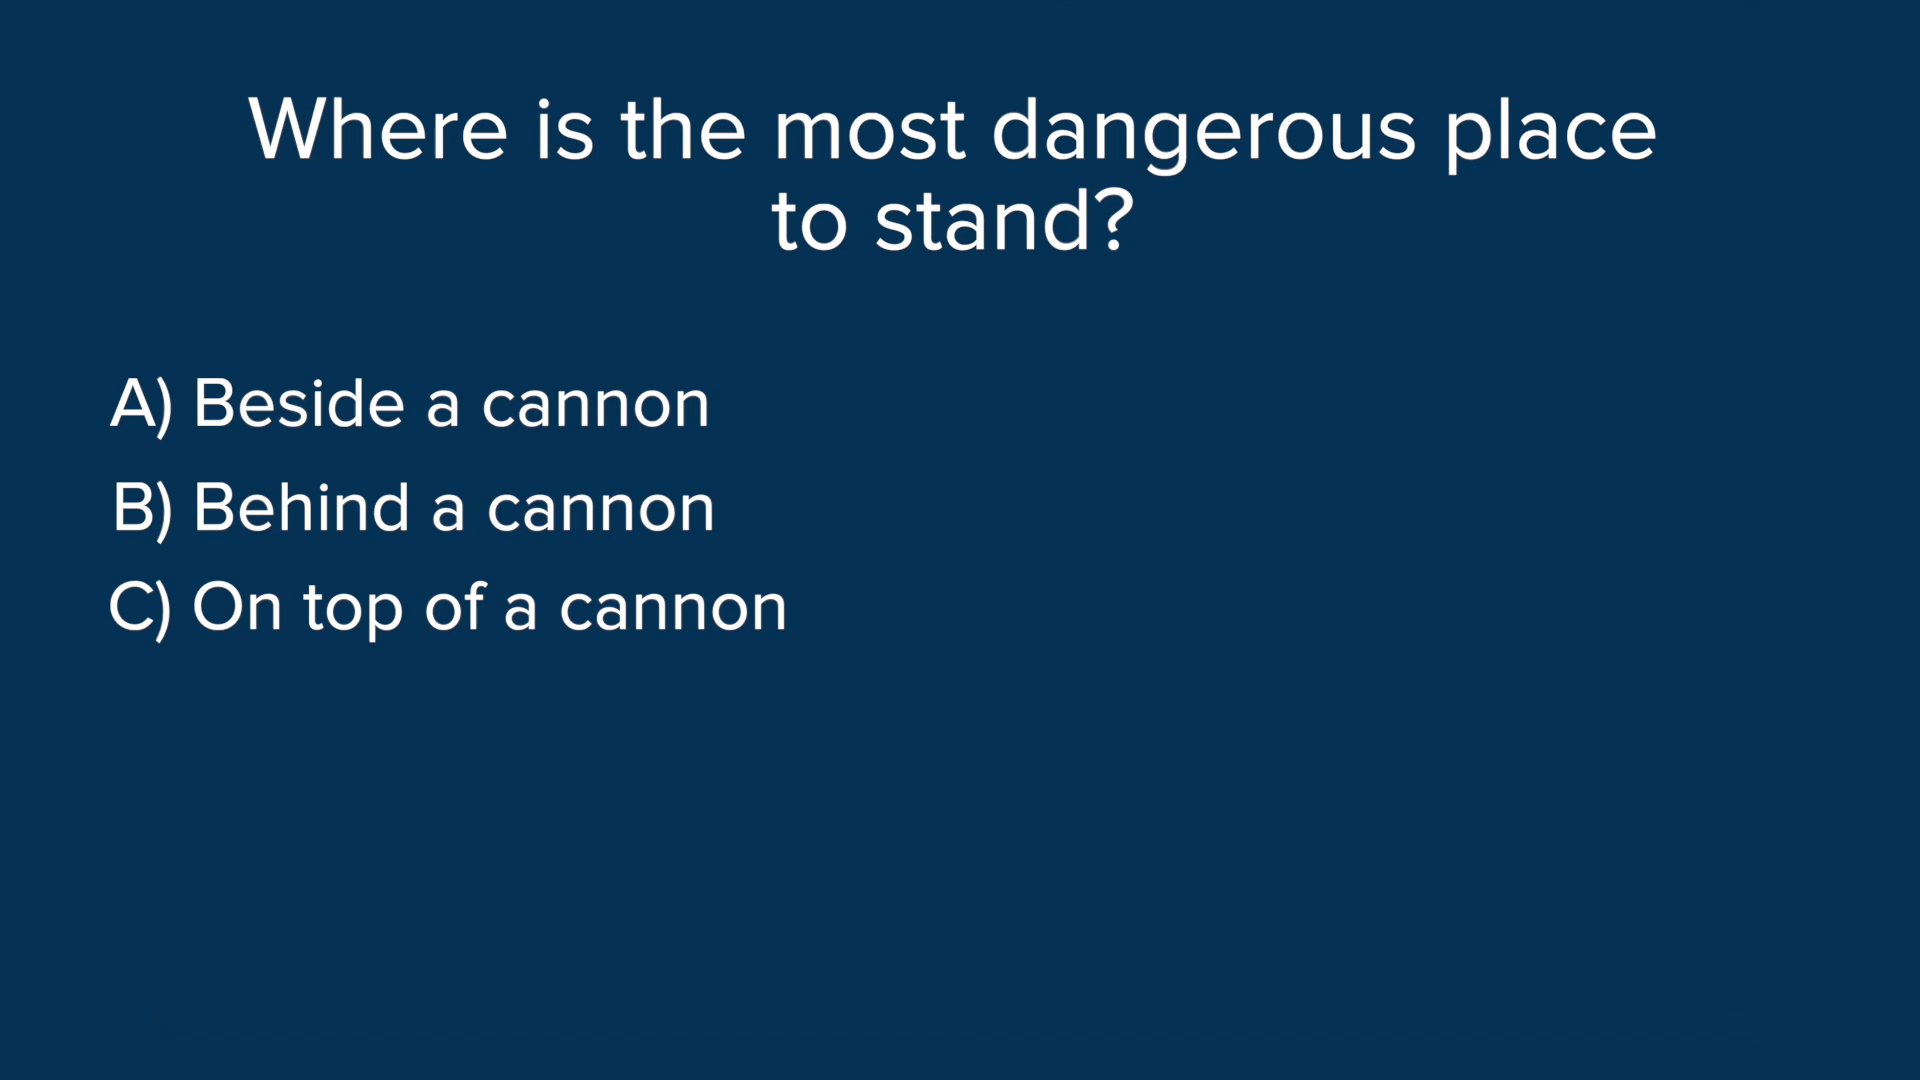 Where is the most dangerous place
to stand?
A) Beside a cannon
B) Behind a cannon
C) On top of a cannon